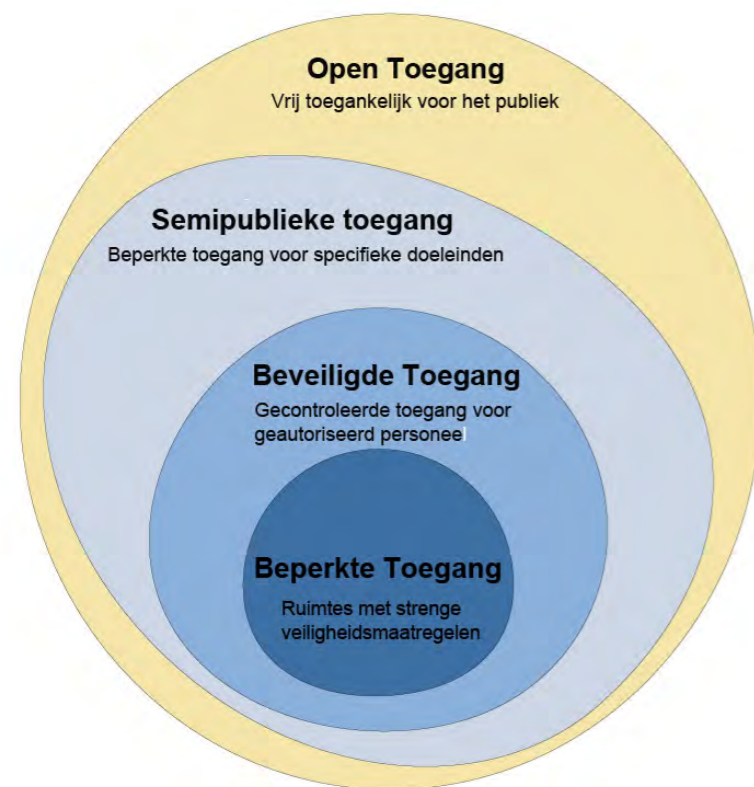 Open Toegang
Vrij toegankelijk voor het publiek
Semipublieke toegang
Beperkte toegang voor specifieke doeleinden
Beveiligde Toegang
Gecontroleerde toegang voor
geautoriseerd personeel
Beperkte Toegang
Ruimtes met strenge
veiligheidsmaatregelen